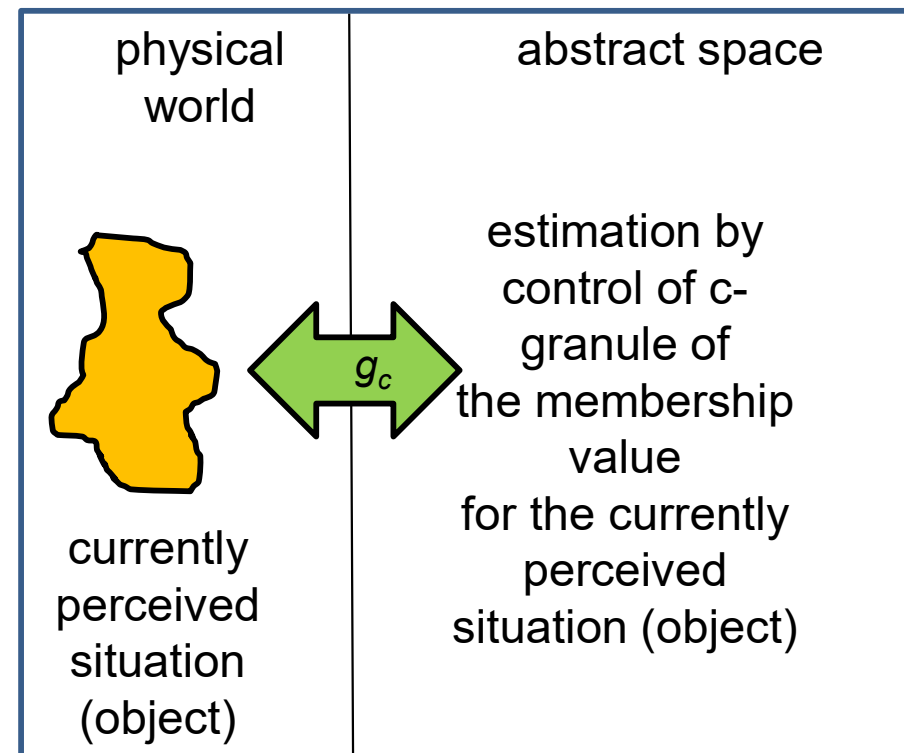 physical
world
abstract space
estimation by
control of c-
granule of
the membership
value
for the currently
perceived
situation (object)
g_c
currently
perceived
situation
(object)